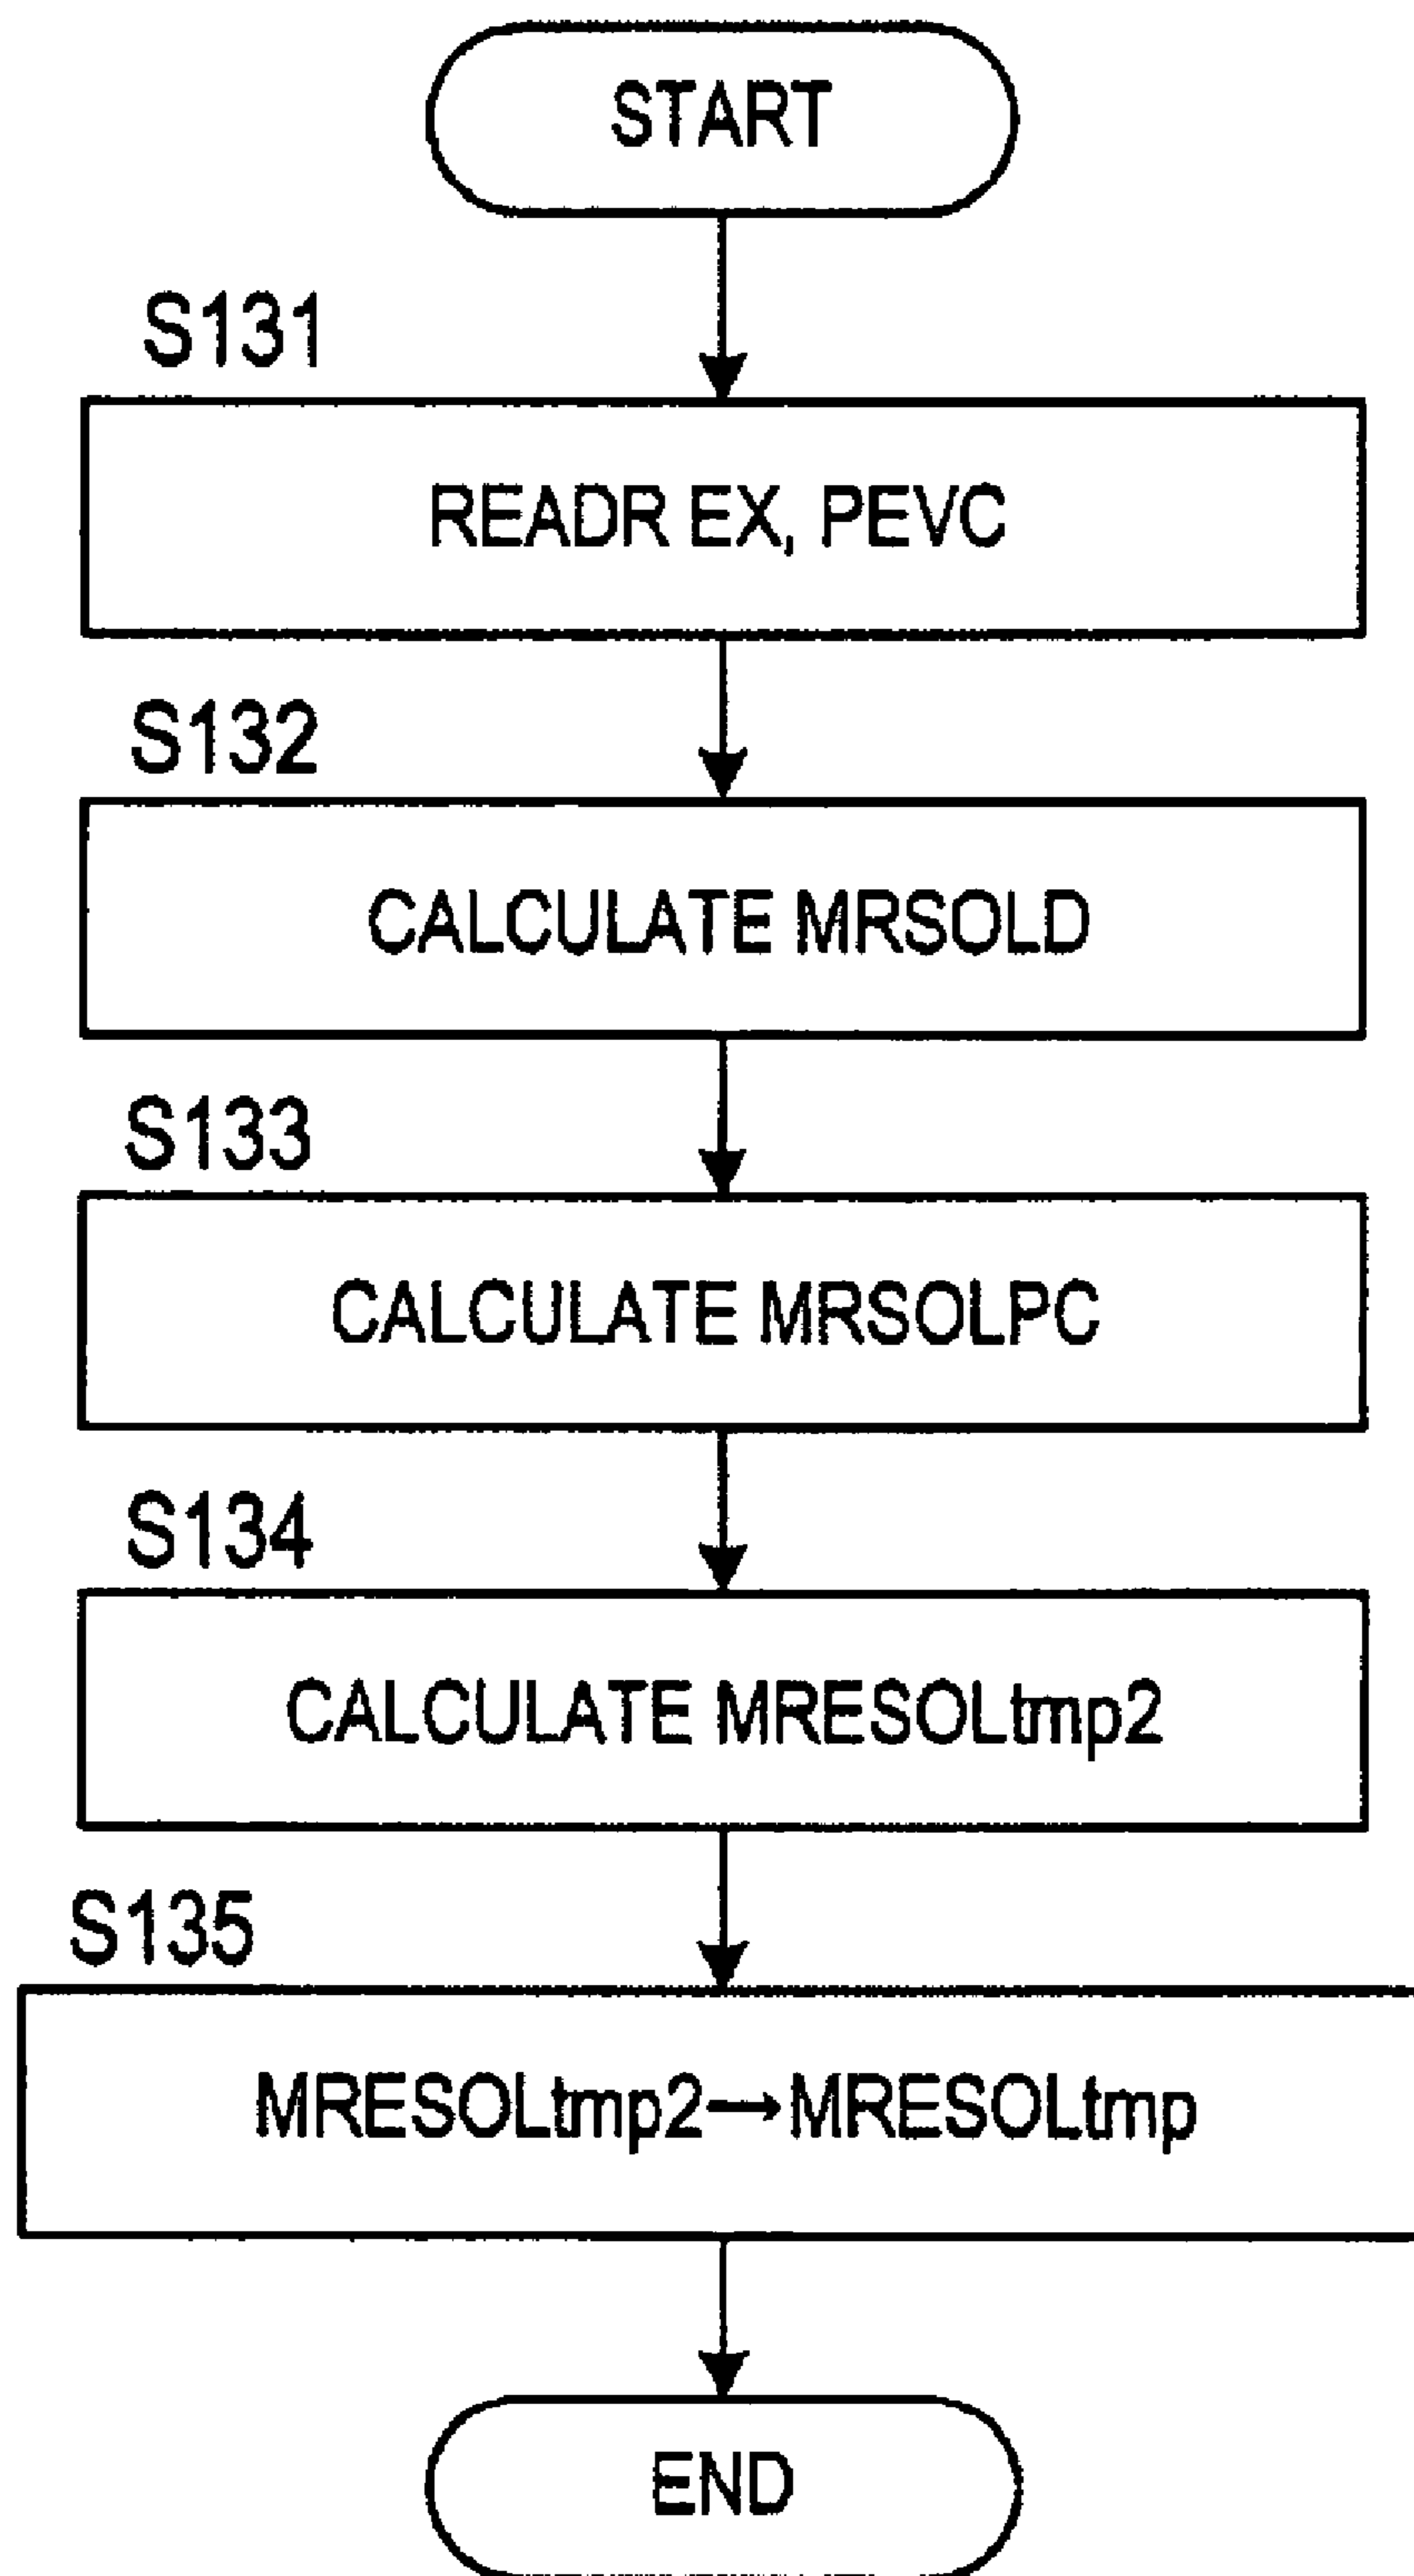 START
S131
READR EX, PEVC
S132
CALCULATE MRSOLD
S133
CALCULATE MRSOLPC
S134
CALCULATE MRESOLtmp2
S135
MRESOLtmp2→MRESOLtmp
END